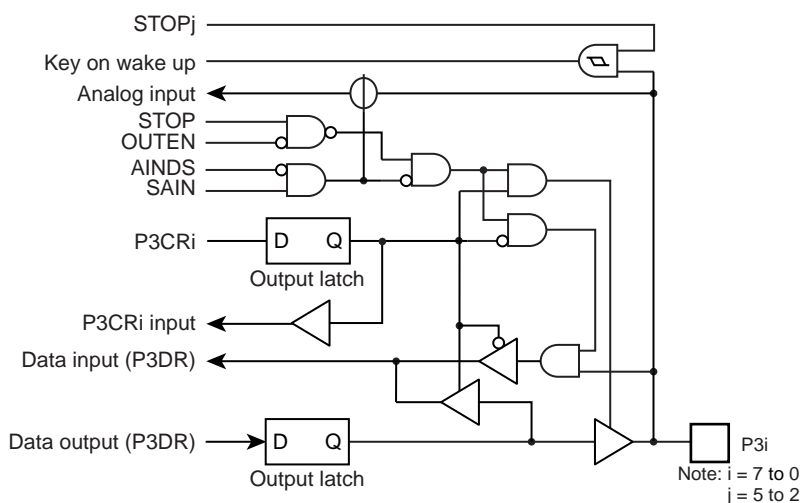 STOPj
Key on wake up
Analog input
STOP
OUTEN
AINDS
SAIN
P3CRi
D Q
Output latch
P3CRi input
Data input (P3DR)
Data output (P3DR)
D Q
Output latch
P3i
Note: i = 7 to 0
j = 5 to 2